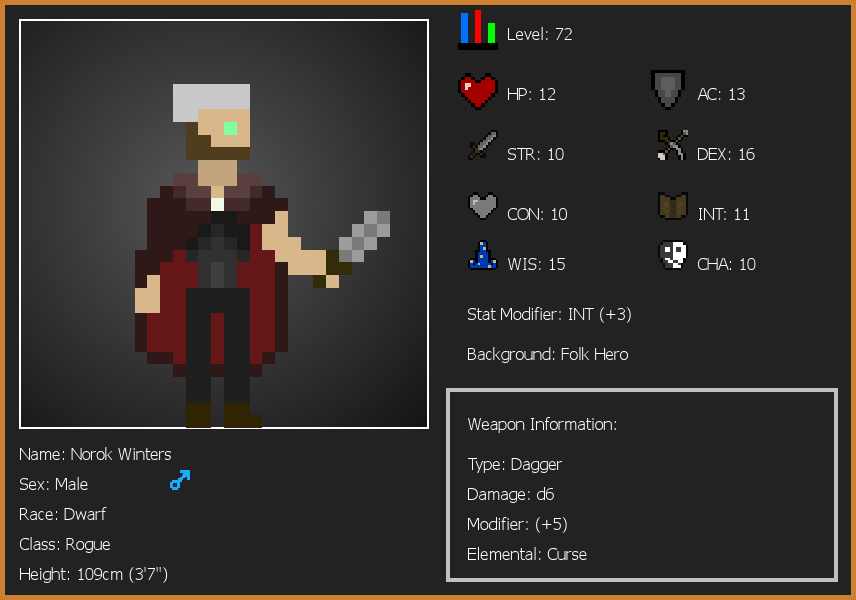 Level: 72
HP: 12
AC: 13
STR: 10
DEX: 16
CON: 10
INT: 11
WIS: 15
CHA: 10
Stat Modifier: INT (+3)
Background: Folk Hero
Weapon Information:
Type: Dagger
Damage: d6
Modifier: (+5)
Elemental: Curse
Name: Norok Winters
Sex: Male
Race: Dwarf
Class: Rogue
Height: 109cm (3'7")